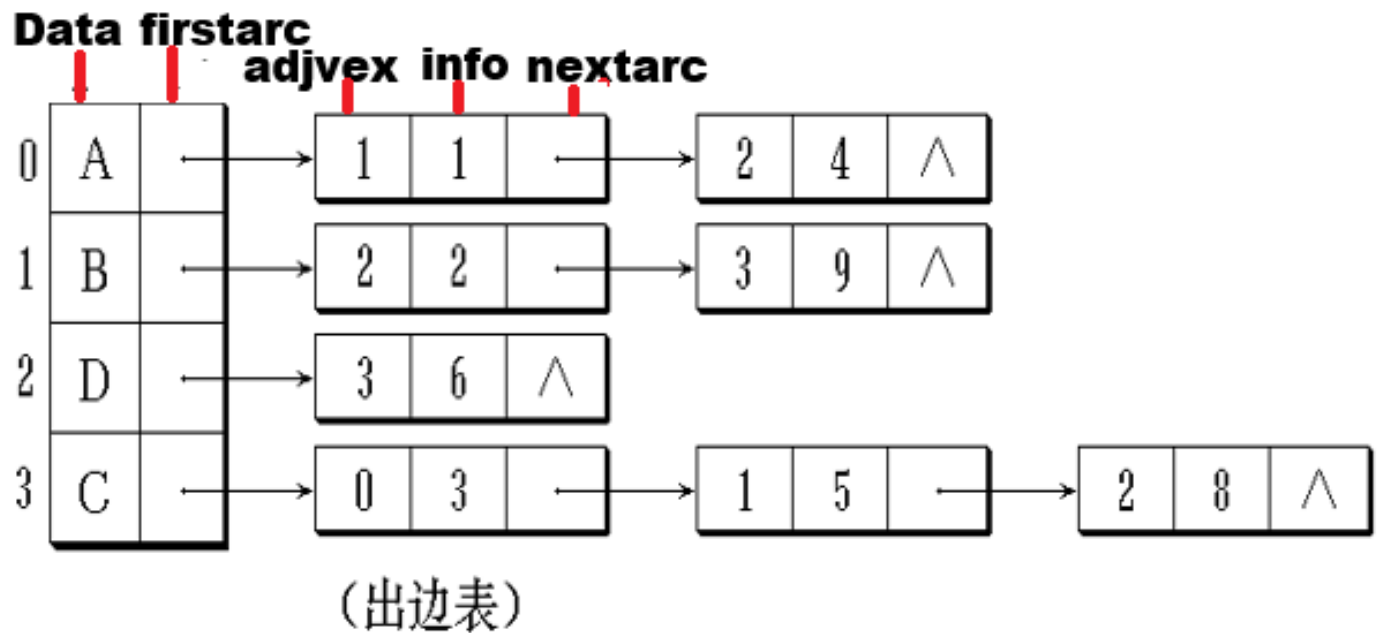 Data firstarc
adjvex info nextarc
0 A 1 1 2 4 ∧
1 B 2 2 3 9 ∧
2 D 3 6 ∧
3 C 0 3 1 5 2 8 ∧
（出边表）